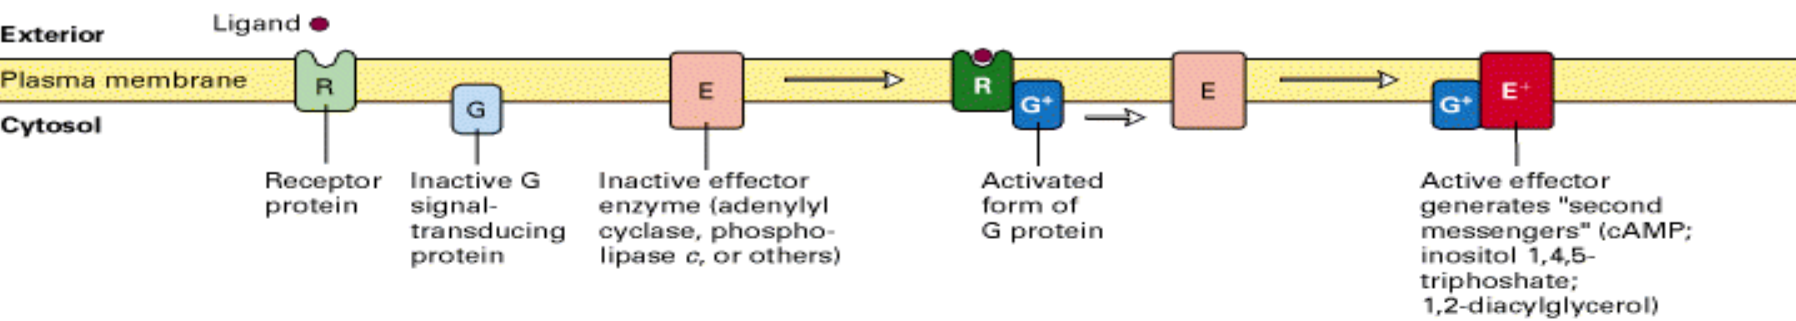 Ligand
Exterior
Plasma membrane
Cytosol
R
G
E
R
G+
E
G+
E+
Receptor
protein
Inactive G
signal-
transducing
protein
Inactive effector
enzyme (adenylyl
cyclase, phospho-
lipase c, or others)
Activated
form of
G protein
Active effector
generates "second
messengers" (cAMP;
inositol 1,4,5-
triphoshate;
1,2-diacylglycerol)